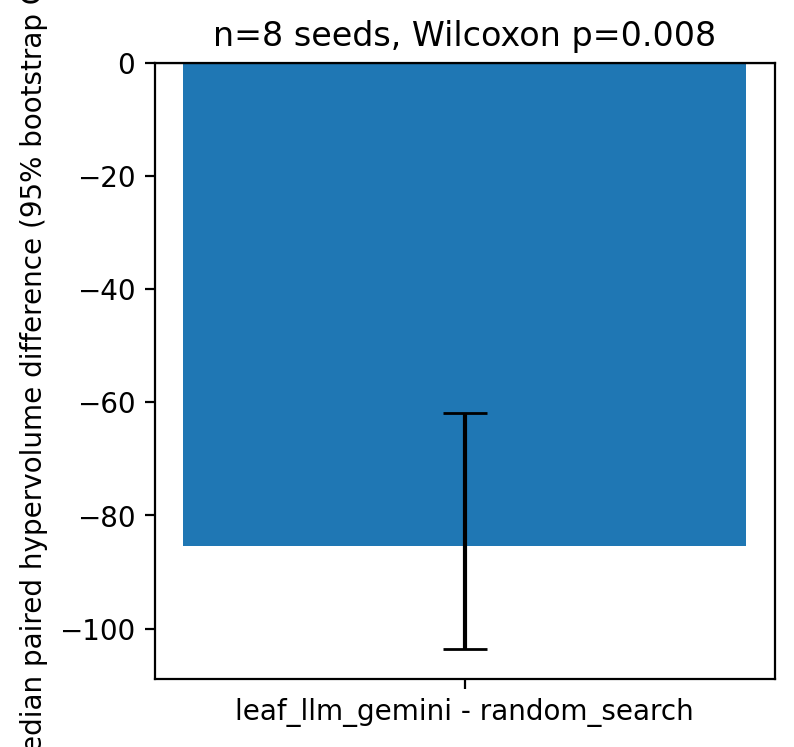 n=8 seeds, Wilcoxon p=0.008
edian paired hypervolume difference (95% bootstrap
0
−20
−40
−60
−80
−100
leaf_llm_gemini - random_search